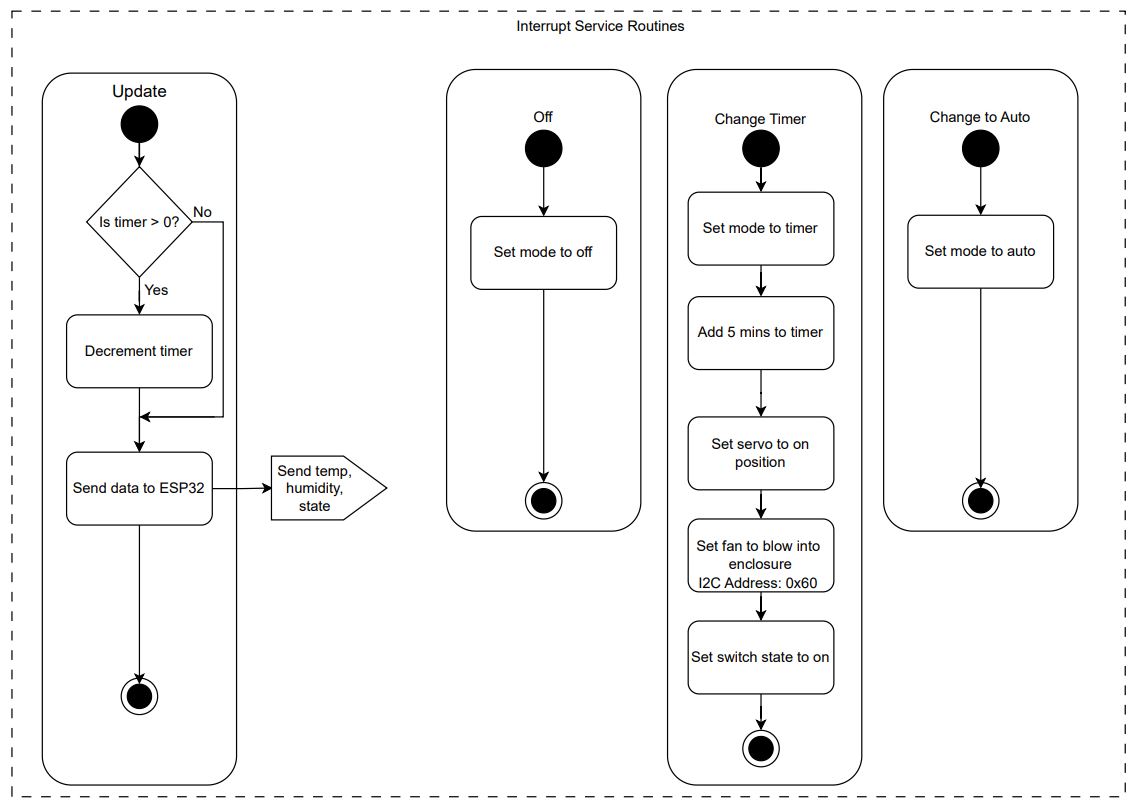 Interrupt Service Routines
Update
Is timer > 0?
No
Yes
Decrement timer
Send data to ESP32
Send temp,
humidity,
state
Off
Set mode to off
Change Timer
Set mode to timer
Add 5 mins to timer
Set servo to on
position
Set fan to blow into
enclosure
I2C Address: 0x60
Set switch state to on
Change to Auto
Set mode to auto